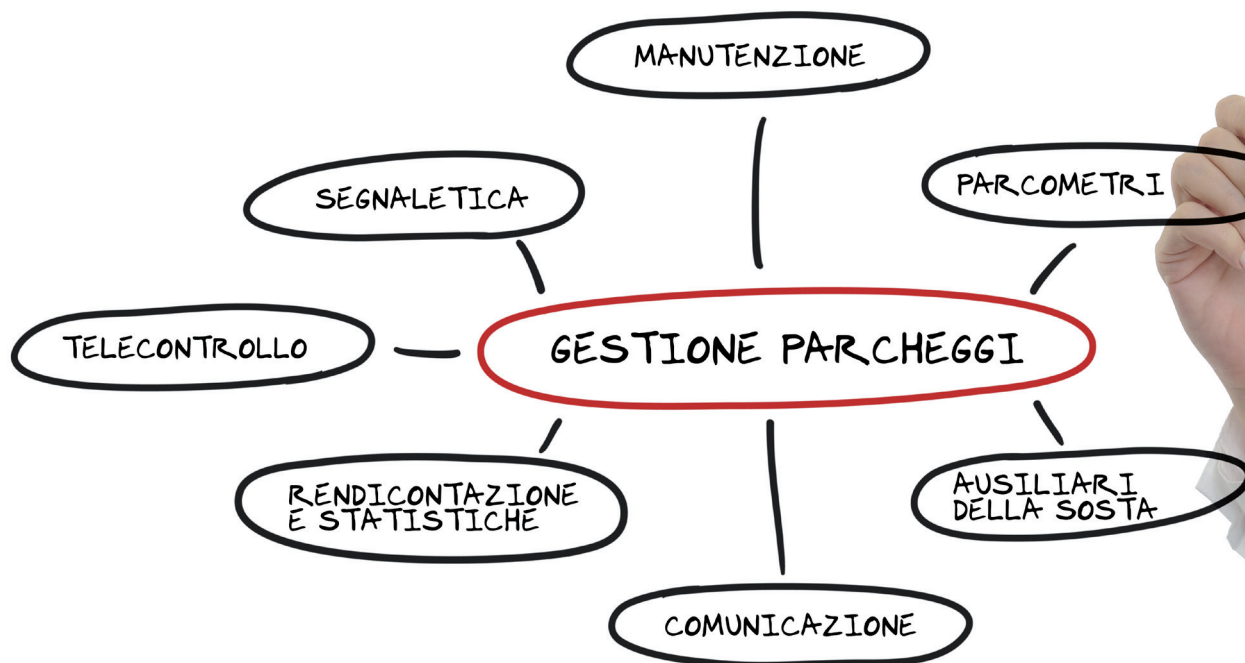 MANUTENZIONE
SEGNALETICA
PARCOMETRI
TELECONTROLLO
GESTIONE PARCHEGGI
RENDICONTAZIONE
E STATISTICHE
AUSILIARI
DELLA SOSTA
COMUNICAZIONE